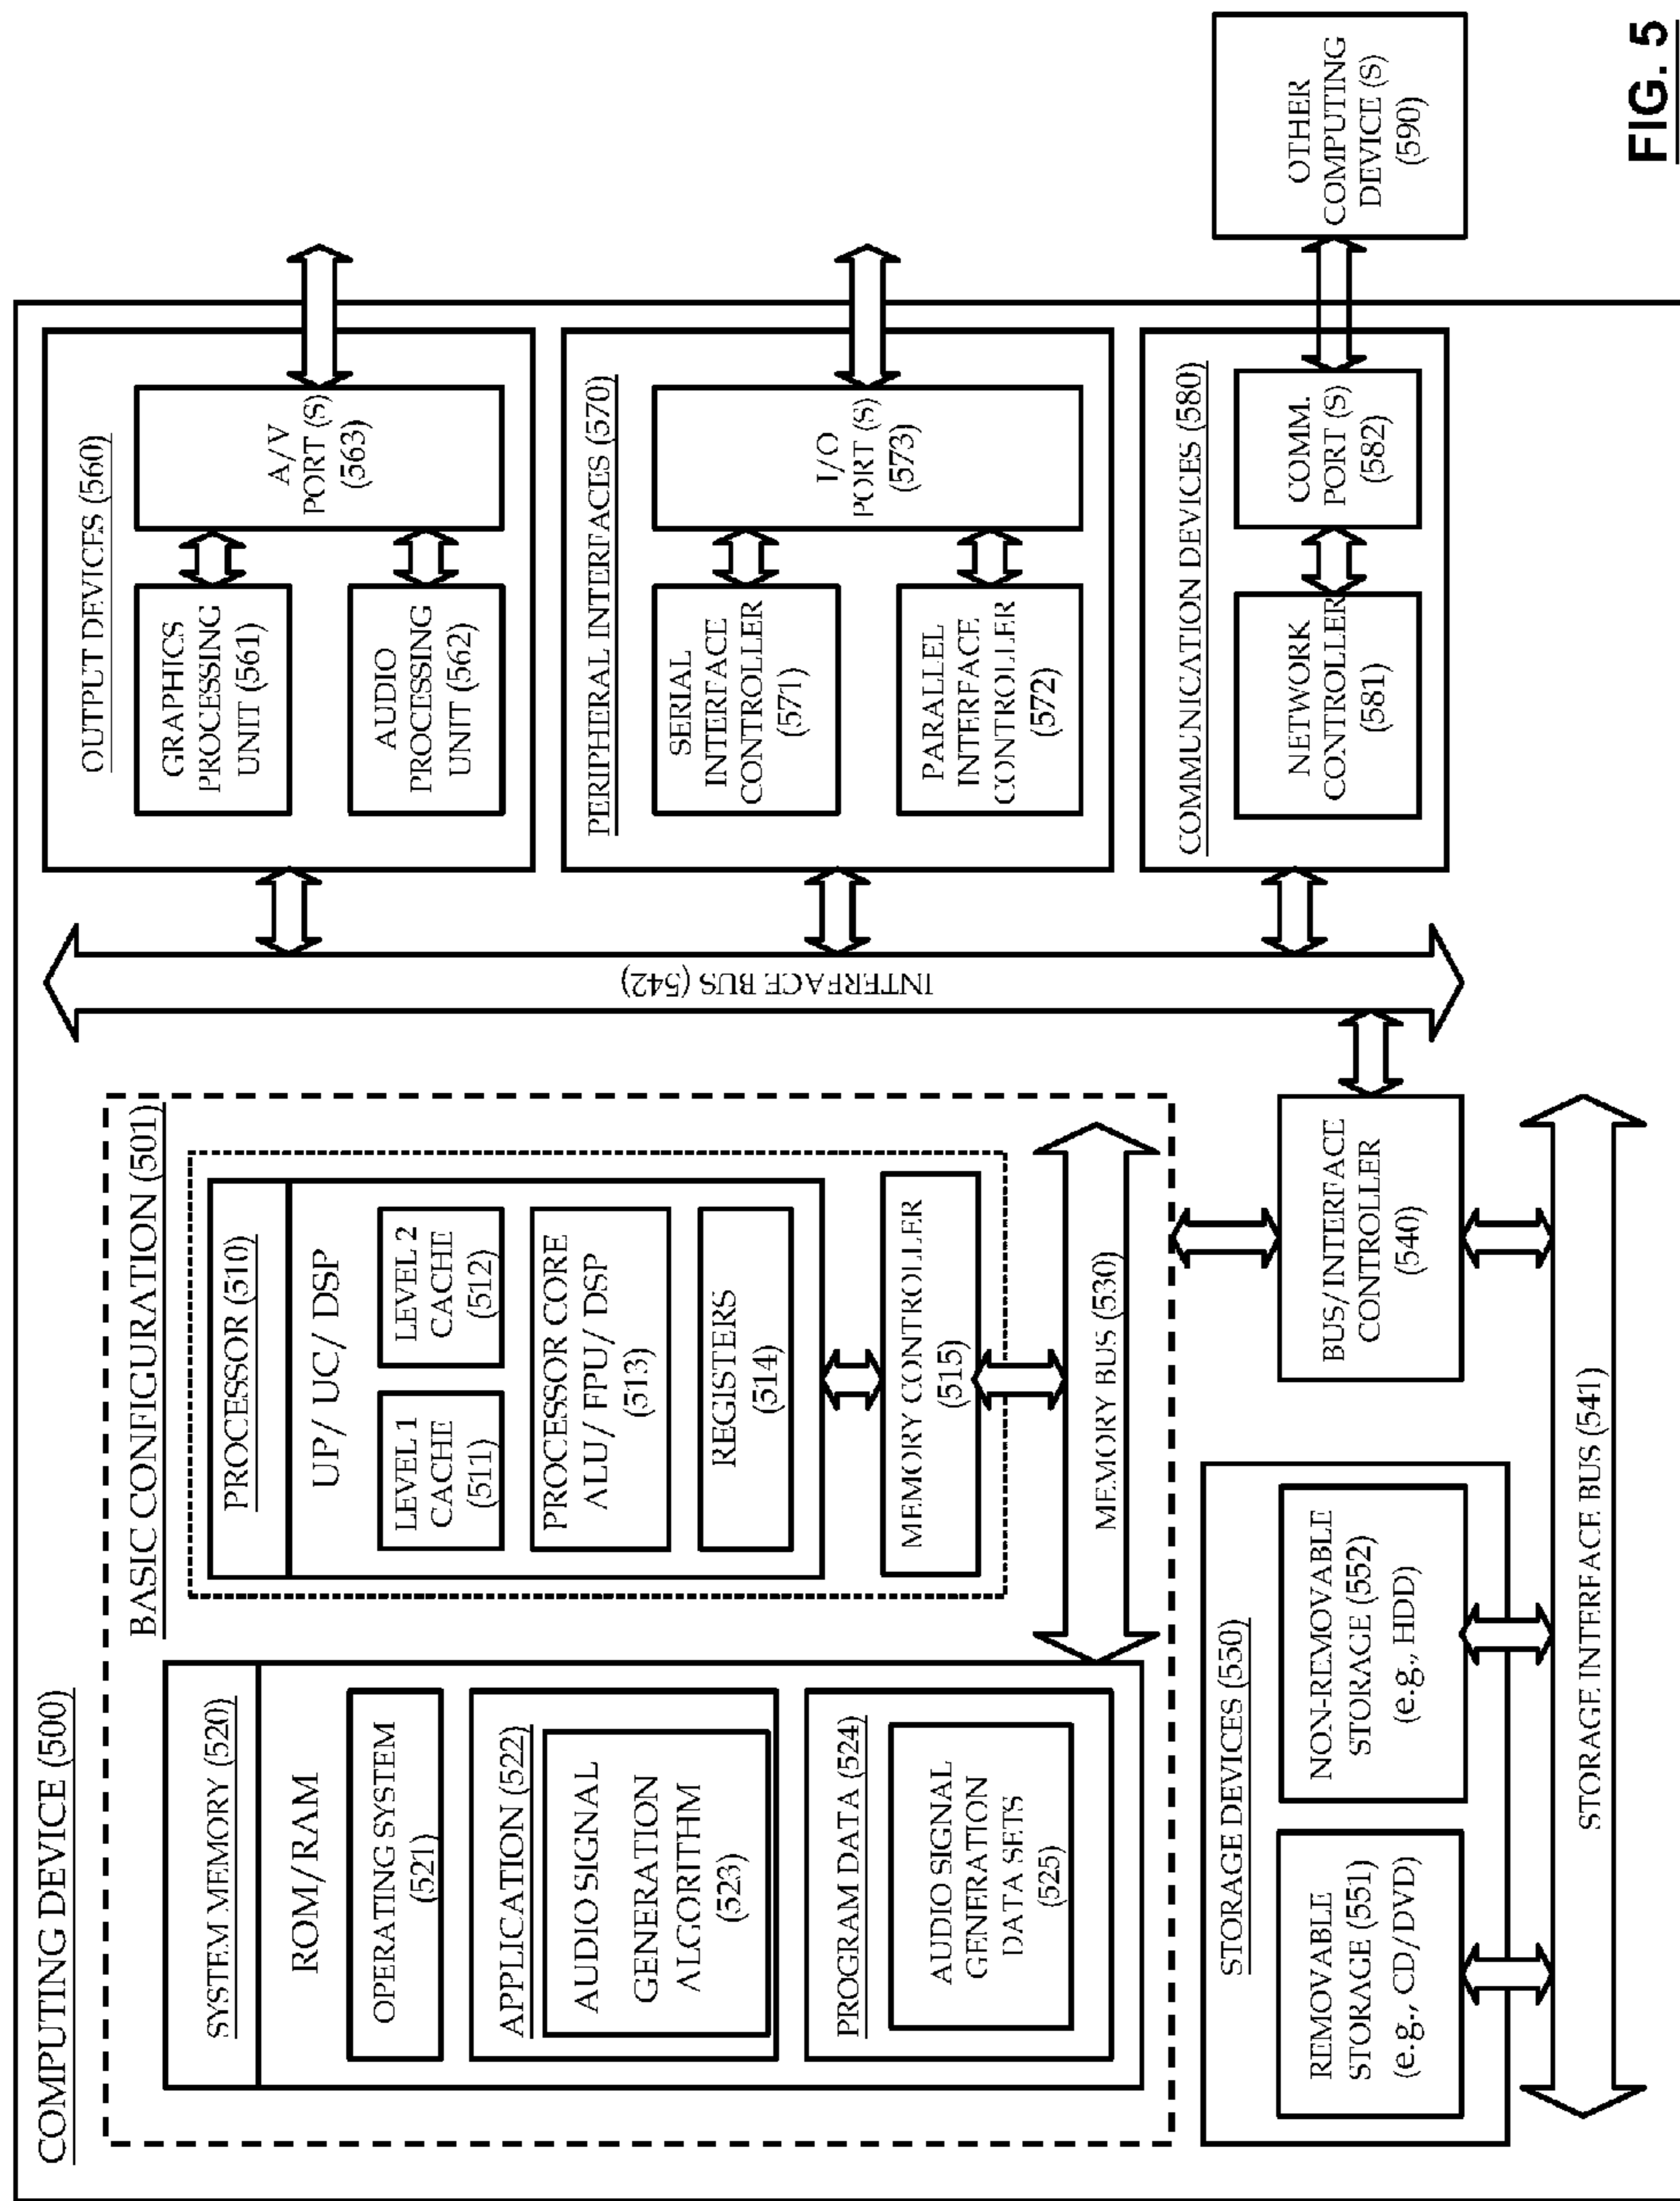 COMPUTING DEVICE (500)
BASIC CONFIGURATION (501)
SYSTEM MEMORY (520)
ROM/RAM
OPERATING SYSTEM
(521)
APPLICATION (522)
AUDIO SIGNAL
GENERATION
ALGORITHM
(523)
PROGRAM DATA (524)
AUDIO SIGNAL
GENERATION
DATA SETS
(525)
PROCESSOR (510)
UP/ UC/ DSP
LEVEL 1
CACHE
(511)
LEVEL 2
CACHE
(512)
PROCESSOR CORE
ALU/ FPU/ DSP
(513)
REGISTERS
(514)
MEMORY CONTROLLER
(515)
MEMORY BUS (530)
STORAGE DEVICES (550)
REMOVABLE
STORAGE (551)
(e.g., CD/DVD)
NON-REMOVABLE
STORAGE (552)
(e.g., HDD)
BUS/INTERFACE
CONTROLLER
(540)
STORAGE INTERFACE BUS (541)
INTERFACE BUS (542)
OUTPUT DEVICES (560)
GRAPHICS
PROCESSING
UNIT (561)
AUDIO
PROCESSING
UNIT (562)
A/V
PORT (S)
(563)
PERIPHERAL INTERFACES (570)
SERIAL
INTERFACE
CONTROLLER
(571)
PARALLEL
INTERFACE
CONTROLLER
(572)
I/O
PORT (S)
(573)
COMMUNICATION DEVICES (580)
NETWORK
CONTROLLER
(581)
COMM.
PORT (S)
(582)
OTHER
COMPUTING
DEVICE (S)
(590)
FIG. 5